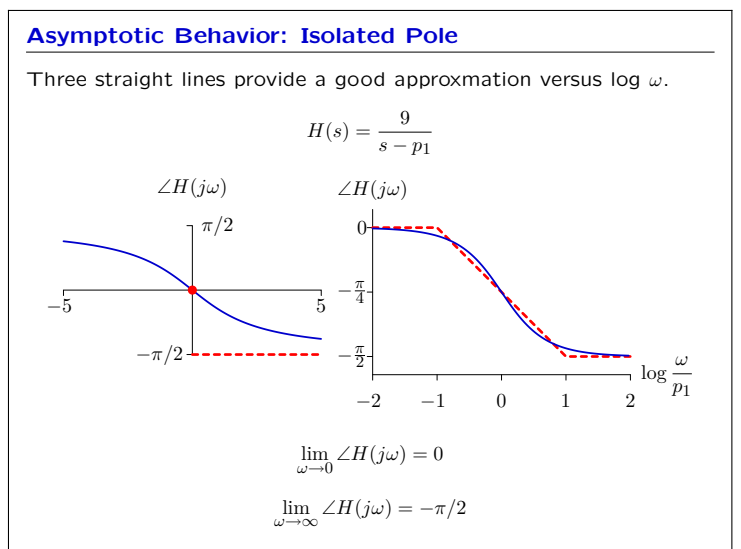 Asymptotic Behavior: Isolated Pole
Three straight lines provide a good approxmation versus log ω.
H(s) = 9 / (s − p₁)
∠H(jω)
π/2
−5
5
−π/2
∠H(jω)
0
−π/4
−π/2
−2 −1 0 1 2
log ω/p₁
lim ω→0 ∠H(jω) = 0
lim ω→∞ ∠H(jω) = −π/2